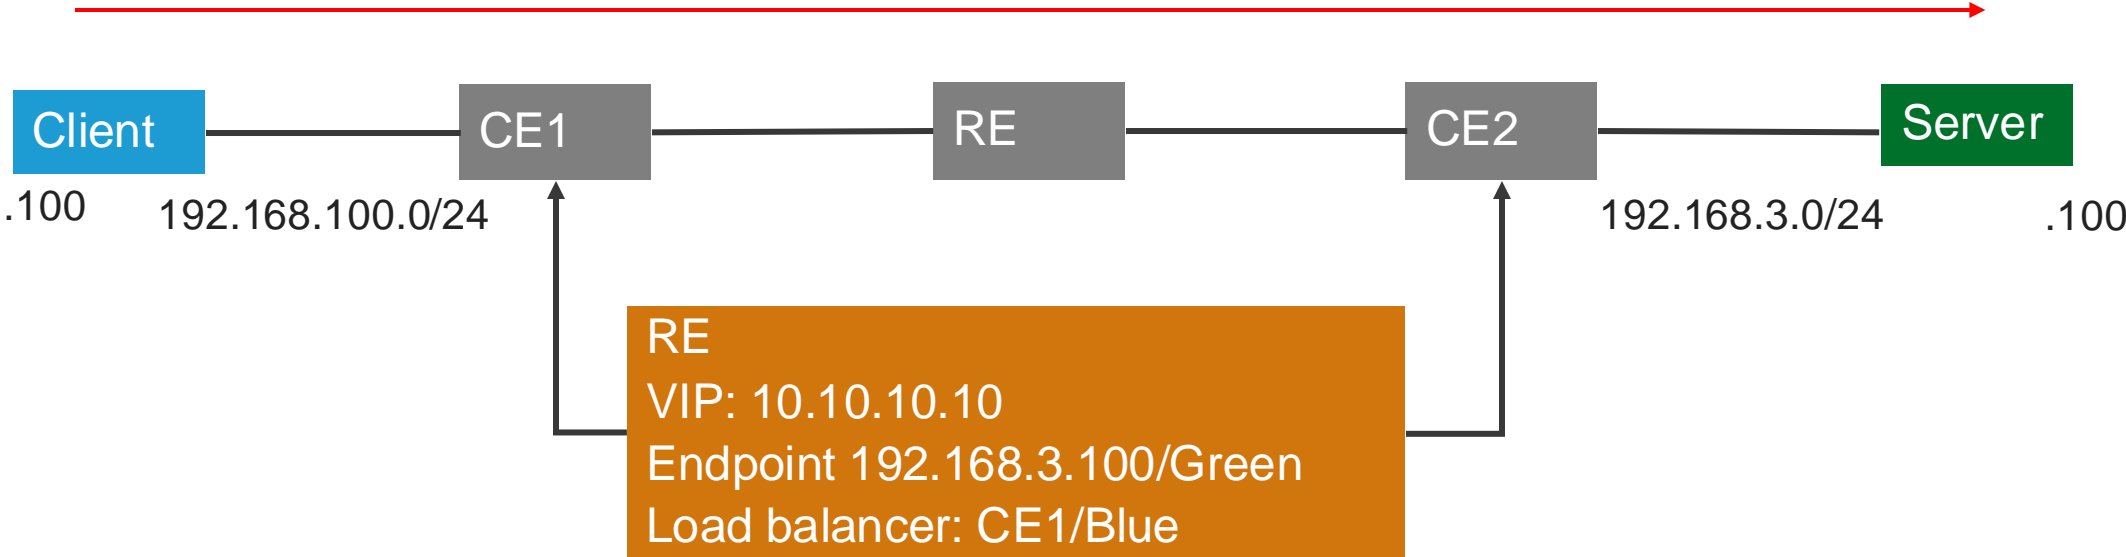 Client
CE1
RE
CE2
Server
.100
192.168.100.0/24
192.168.3.0/24
.100
RE
VIP: 10.10.10.10
Endpoint 192.168.3.100/Green
Load balancer: CE1/Blue